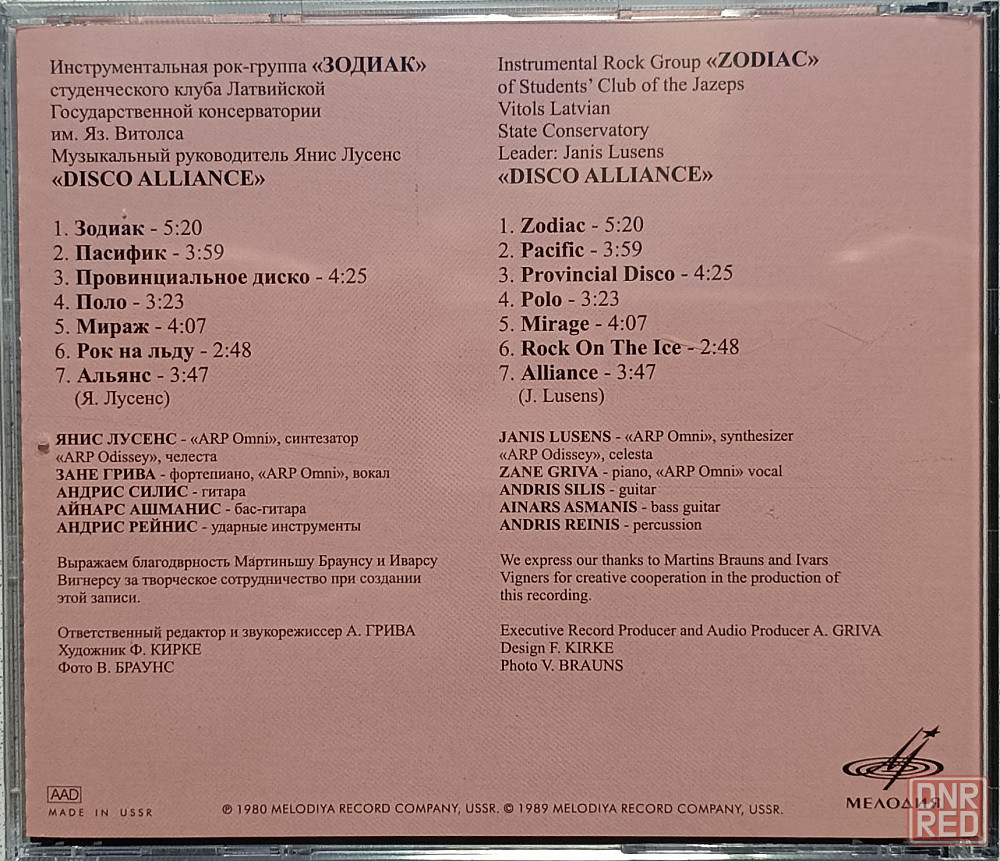 Инструментальная рок-группа «ЗОДИАК»
студенческого клуба Латвийской
Государственной консерватории
им. Яз. Витолса
Музыкальный руководитель Янис Лусенс
«DISCO ALLIANCE»
1. Зодиак - 5:20
2. Пасифик - 3:59
3. Провинциальное диско - 4:25
4. Поло - 3:23
5. Мираж - 4:07
6. Рок на льду - 2:48
7. Альянс - 3:47
(Я. Лусенс)
ЯНИС ЛУСЕНС - «ARP Omni», синтезатор
«ARP Odissey», челеста
ЗАНЕ ГРИВА - фортепиано, «ARP Omni», вокал
АНДРИС СИЛИС - гитара
АЙНАРС АШМАНИС - бас-гитара
АНДРИС РЕЙНИС - ударные инструменты
Выражаем благодврность Мартиньшу Браунсу и Иварсу
Вигнерсу за творческое сотрудничество при создании
этой записи.
Ответственный редактор и звукорежиссер А. ГРИВА
Художник Ф. КИРКЕ
Фото В. БРАУНС
Instrumental Rock Group «ZODIAC»
of Students' Club of the Jazeps
Vitols Latvian
State Conservatory
Leader: Janis Lusens
«DISCO ALLIANCE»
1. Zodiac - 5:20
2. Pacific - 3:59
3. Provincial Disco - 4:25
4. Polo - 3:23
5. Mirage - 4:07
6. Rock On The Ice - 2:48
7. Alliance - 3:47
(J. Lusens)
JANIS LUSENS - «ARP Omni», synthesizer
«ARP Odissey», celesta
ZANE GRIVA - piano, «ARP Omni» vocal
ANDRIS SILIS - guitar
AINARS ASMANIS - bass guitar
ANDRIS REINIS - percussion
We express our thanks to Martins Brauns and Ivars
Vigners for creative cooperation in the production of
this recording.
Executive Record Producer and Audio Producer A. GRIVA
Design F. KIRKE
Photo V. BRAUNS
AAD
MADE IN USSR
℗ 1980 MELODIYA RECORD COMPANY, USSR. © 1989 MELODIYA RECORD COMPANY, USSR.
МЕЛОДИЯ
DNR
RED